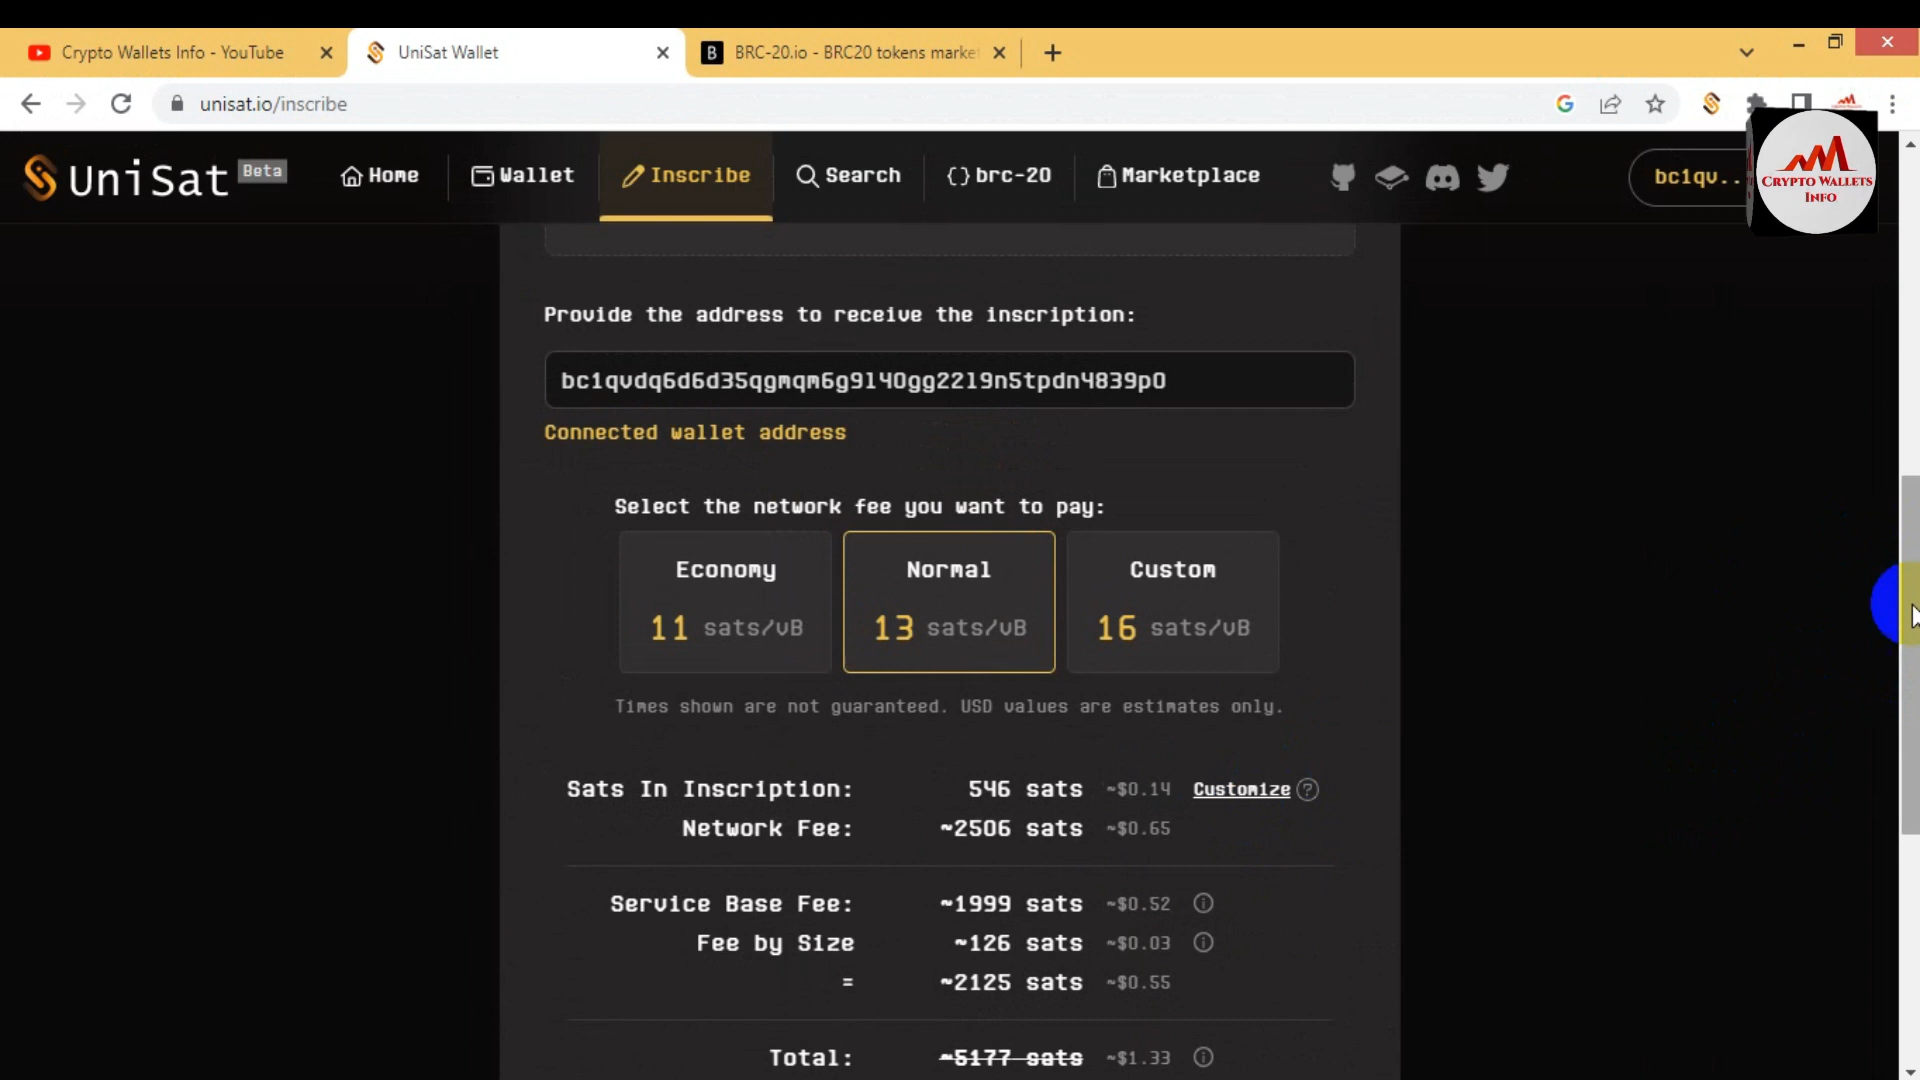 Crypto Wallets Info - YouTube
UniSat Wallet
B BRC-20.io - BRC20 tokens market
unisat.io/inscribe
UniSat Beta
Home
Wallet
Inscribe
Search
{} brc-20
Marketplace
bc1qv..
CRYPTO WALLETS
INFO
Provide the address to receive the inscription:
bc1qvdq6d6d35qgmqm6g9l40gg22l9n5tpdn4839p0
Connected wallet address
Select the network fee you want to pay:
Economy
11 sats/vB
Normal
13 sats/vB
Custom
16 sats/vB
Times shown are not guaranteed. USD values are estimates only.
Sats In Inscription: 546 sats ~$0.14 Customize ?
Network Fee: ~2506 sats ~$0.65
Service Base Fee: ~1999 sats ~$0.52
Fee by Size ~126 sats ~$0.03
= ~2125 sats ~$0.55
Total: ~5177 sats ~$1.33